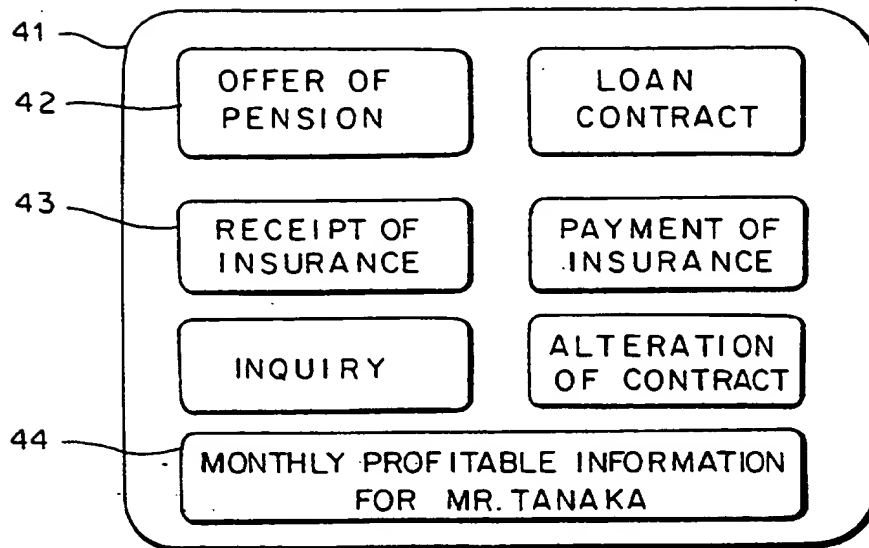 41
42
OFFER OF
PENSION
LOAN
CONTRACT
43
RECEIPT OF
INSURANCE
PAYMENT OF
INSURANCE
INQUIRY
ALTERATION
OF CONTRACT
44
MONTHLY PROFITABLE INFORMATION
FOR MR. TANAKA